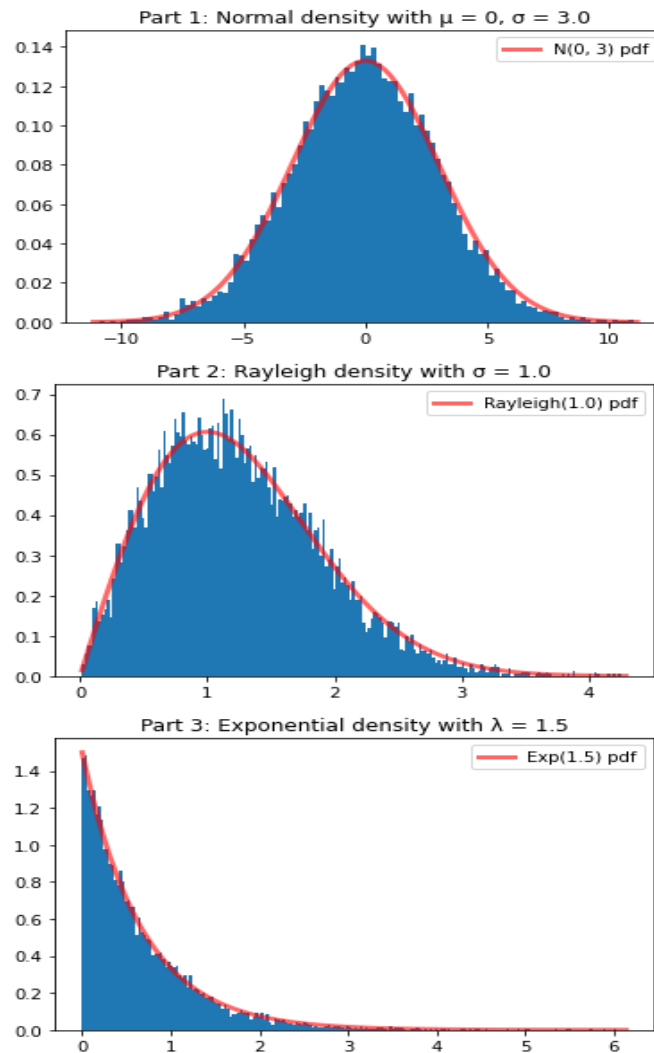 Part 1: Normal density with μ = 0, σ = 3.0
N(0, 3) pdf
0.14
0.12
0.10
0.08
0.06
0.04
0.02
0.00
−10 −5 0 5 10
Part 2: Rayleigh density with σ = 1.0
Rayleigh(1.0) pdf
0.7
0.6
0.5
0.4
0.3
0.2
0.1
0.0
0 1 2 3 4
Part 3: Exponential density with λ = 1.5
Exp(1.5) pdf
1.4
1.2
1.0
0.8
0.6
0.4
0.2
0.0
0 1 2 3 4 5 6